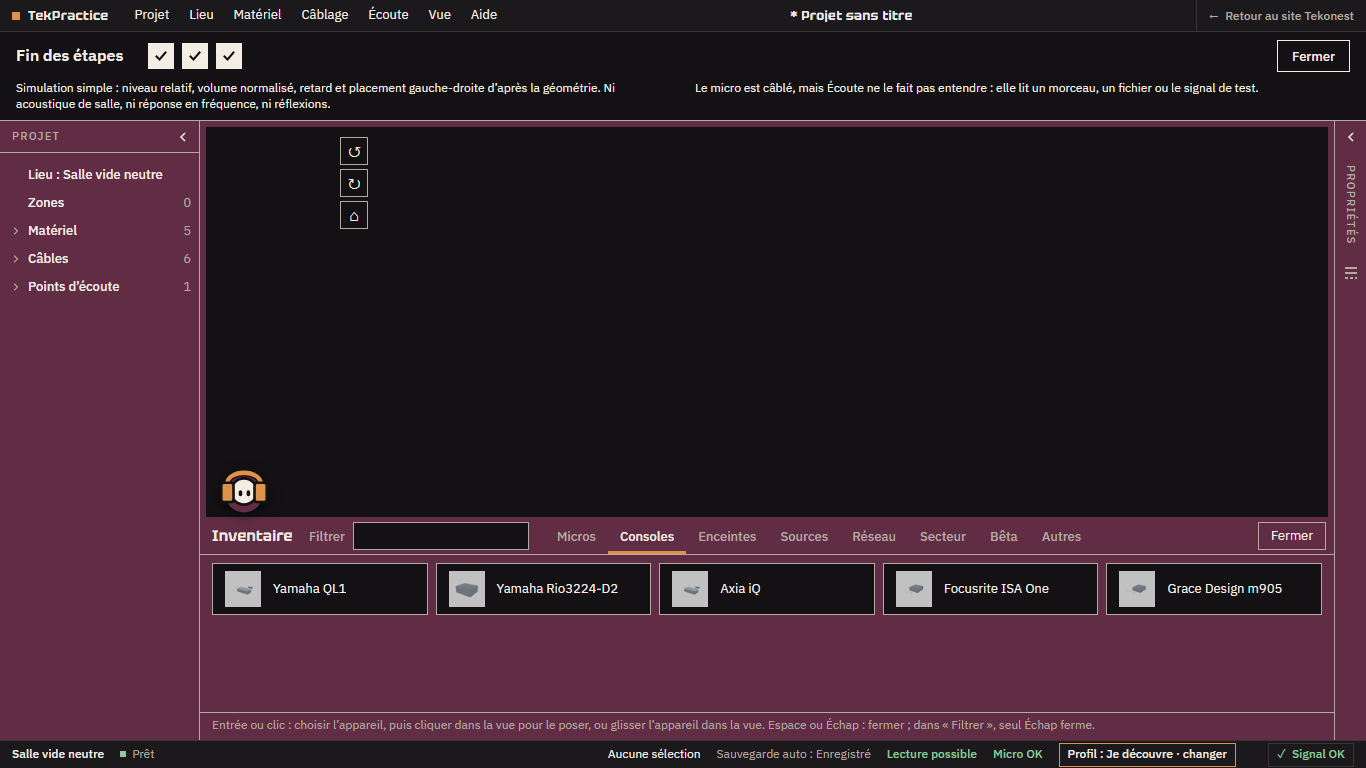 TekPractice Projet Lieu Matériel Câblage Écoute Vue Aide * Projet sans titre ← Retour au site Tekonest
Fin des étapes Fermer
Simulation simple : niveau relatif, volume normalisé, retard et placement gauche-droite d’après la géométrie. Ni
acoustique de salle, ni réponse en fréquence, ni réflexions.
Le micro est câblé, mais Écoute ne le fait pas entendre : elle lit un morceau, un fichier ou le signal de test.
PROJET
Lieu : Salle vide neutre
Zones 0
Matériel 5
Câbles 6
Points d’écoute 1
PROPRIÉTÉS
Inventaire Filtrer Micros Consoles Enceintes Sources Réseau Secteur Bêta Autres Fermer
Yamaha QL1 Yamaha Rio3224-D2 Axia iQ Focusrite ISA One Grace Design m905
Entrée ou clic : choisir l’appareil, puis cliquer dans la vue pour le poser, ou glisser l’appareil dans la vue. Espace ou Échap : fermer ; dans « Filtrer », seul Échap ferme.
Salle vide neutre Prêt Aucune sélection Sauvegarde auto : Enregistré Lecture possible Micro OK Profil : Je découvre · changer ✓ Signal OK